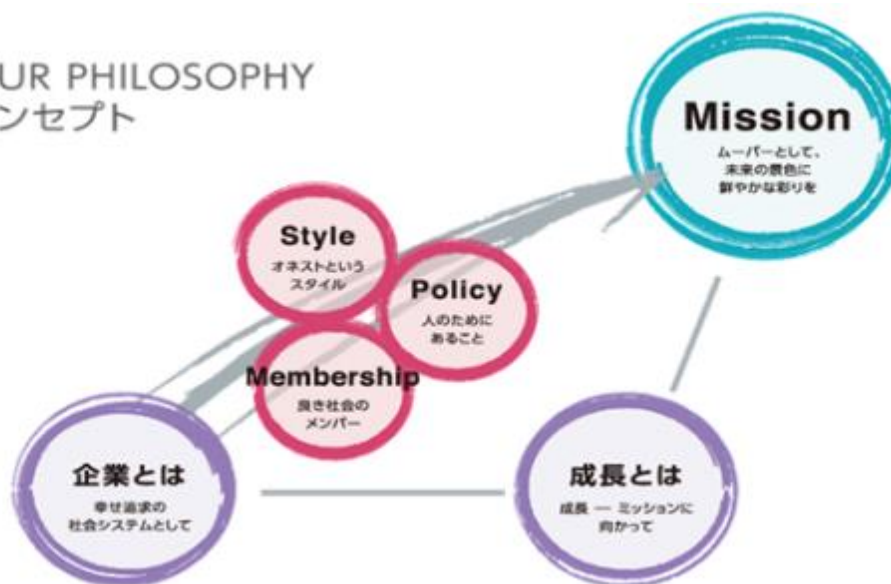 UR PHILOSOPHY
ンセプト
Mission
ムーバーとして、
未来の景色に
鮮やかな彩りを
Style
オネストという
スタイル
Policy
人のために
あること
Membership
良き社会の
メンバー
企業とは
幸せ追求の
社会システムとして
成長とは
成長 ― ミッションに
向かって